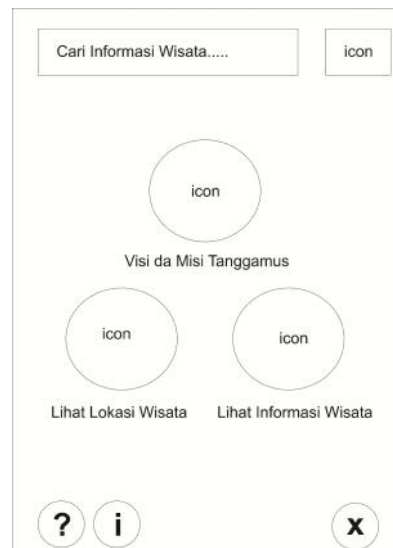 Cari Informasi Wisata..... icon
icon
Visi da Misi Tanggamus
icon icon
Lihat Lokasi Wisata Lihat Informasi Wisata
? i x